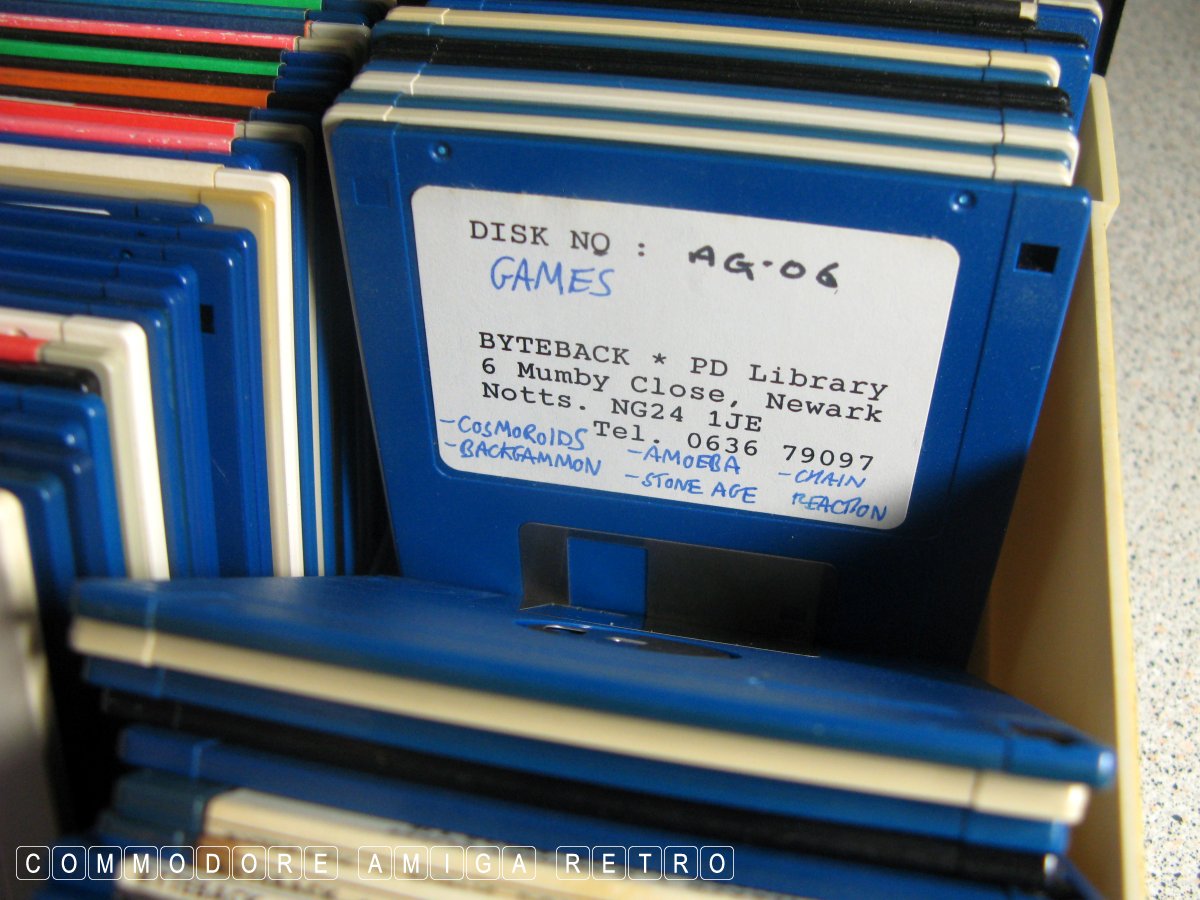 DISK NO : AG-06
GAMES
BYTEBACK * PD Library
6 Mumby Close, Newark
Notts. NG24 1JE
Tel. 0636 79097
-COSMOROIDS -AMOEBA -CHAIN
-BACKGAMMON -STONE AGE REACTION
COMMODORE AMIGA RETRO